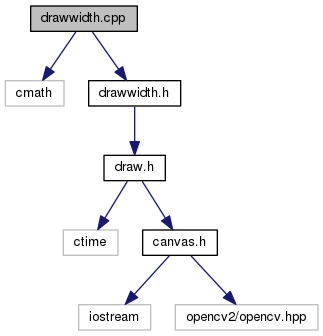 drawwidth.cpp
cmath
drawwidth.h
draw.h
ctime
canvas.h
iostream
opencv2/opencv.hpp